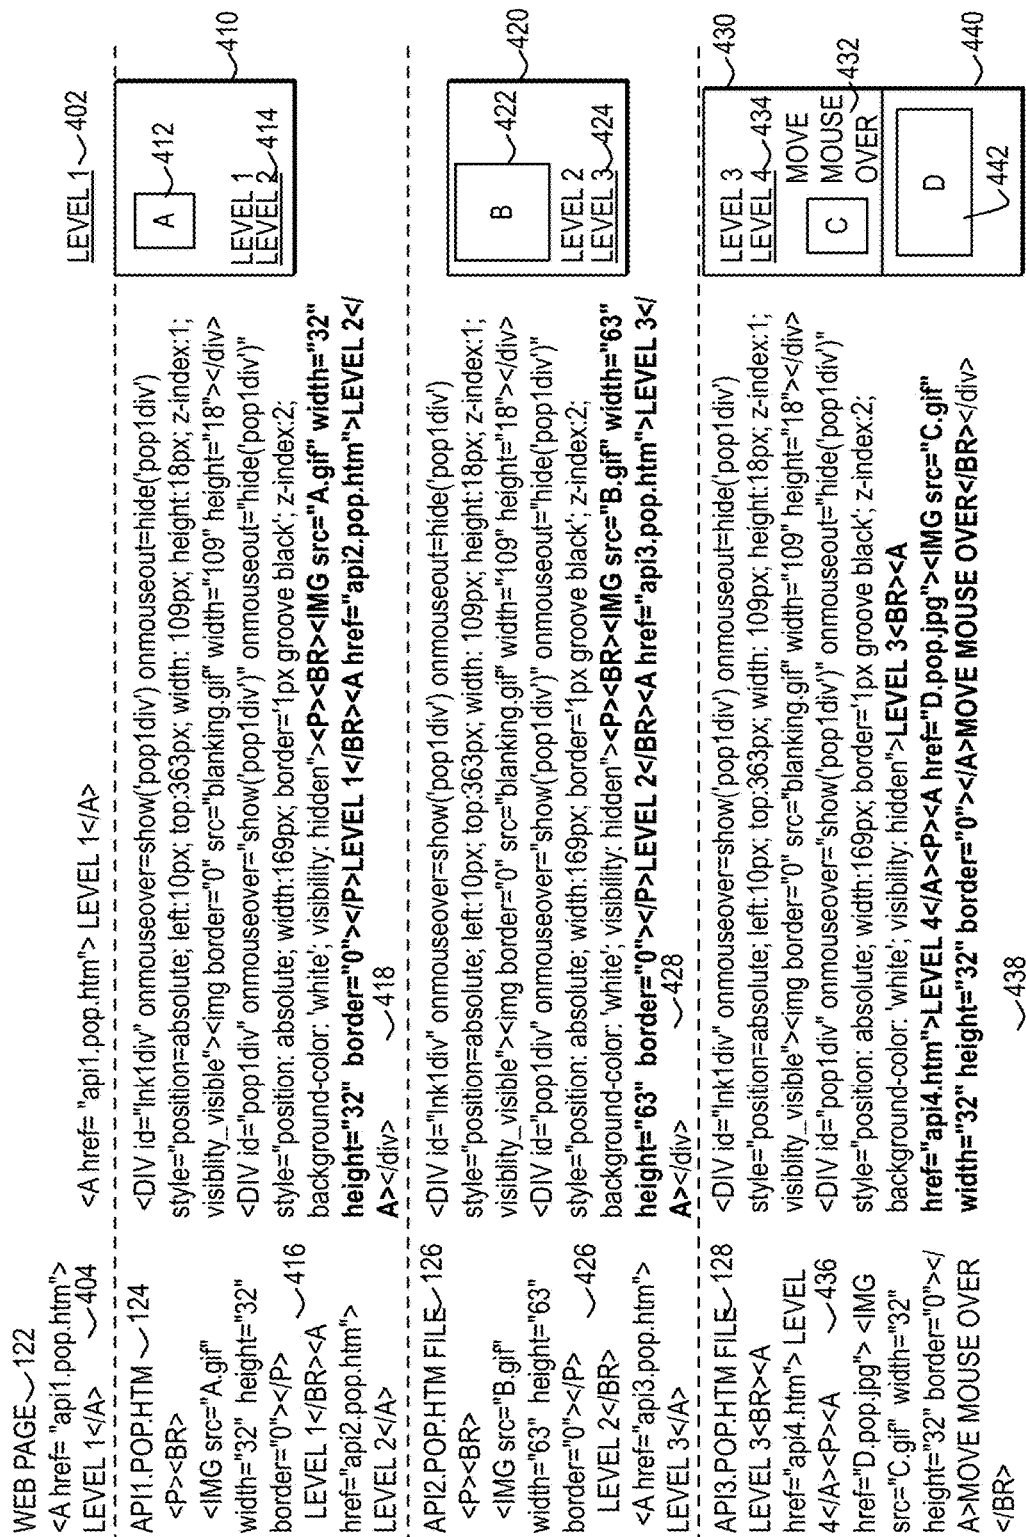 WEB PAGE 122
<A href= "api1.pop.htm">
LEVEL 1</A> 404
<A href= "api1.pop.htm"> LEVEL 1</A>
LEVEL 1 402
API1.POP.HTM 124
<P><BR>
<IMG src="A.gif"
width="32" height="32"
border="0"></P> 416
LEVEL 1</BR><A
href="api2.pop.htm">
LEVEL 2</A>
<DIV id="lnk1div" onmouseover=show('pop1div') onmouseout=hide('pop1div')
style="position=absolute; left:10px; top:363px; width: 109px; height:18px; z-index:1;
visiblity_visible"><img border="0" src="blanking.gif" width="109" height="18"></div>
<DIV id="pop1div" onmouseover="show('pop1div')" onmouseout="hide('pop1div')"
style="position: absolute; width:169px; border='1px groove black'; z-index:2;
background-color: 'white'; visibility: hidden"><P><BR><IMG src="A.gif" width="32"
height="32" border="0"></P>LEVEL 1</BR><A href="api2.pop.htm">LEVEL 2</
A></div> 418
A 412
LEVEL 1
LEVEL 2 414
410
API2.POP.HTM FILE 126
<P><BR>
<IMG src="B.gif"
width="63" height="63"
border="0"></P> 426
LEVEL 2</BR>
<A href="api3.pop.htm">
LEVEL 3</A>
<DIV id="lnk1div" onmouseover=show('pop1div') onmouseout=hide('pop1div')
style="position=absolute; left:10px; top:363px; width: 109px; height:18px; z-index:1;
visiblity_visible"><img border="0" src="blanking.gif" width="109" height="18"></div>
<DIV id="pop1div" onmouseover="show('pop1div')" onmouseout="hide('pop1div')"
style="position: absolute; width:169px; border='1px groove black'; z-index:2;
background-color: 'white'; visibility: hidden"><P><BR><IMG src="B.gif" width="63"
height="63" border="0"></P>LEVEL 2</BR><A href="api3.pop.htm">LEVEL 3</
A></div> 428
B 422
LEVEL 2
LEVEL 3 424
420
API3.POP.HTM FILE 128
LEVEL 3<BR><A
href="api4.htm"> LEVEL
4</A><P><A 436
href="D.pop.jpg"> <IMG
src="C.gif" width="32"
height="32" border="0"></
A>MOVE MOUSE OVER
</BR>
<DIV id="lnk1div" onmouseover=show('pop1div') onmouseout=hide('pop1div')
style="position=absolute; left:10px; top:363px; width: 109px; height:18px; z-index:1;
visiblity_visible"><img border="0" src="blanking.gif" width="109" height="18"></div>
<DIV id="pop1div" onmouseover="show('pop1div')" onmouseout="hide('pop1div')"
style="position: absolute; width:169px; border='1px groove black'; z-index:2;
background-color: 'white'; visibility: hidden">LEVEL 3<BR><A
href="api4.htm">LEVEL 4</A><P><A href="D.pop.jpg"><IMG src="C.gif"
width="32" height="32" border="0"></A>MOVE MOUSE OVER</BR></div>
438
430
LEVEL 3
LEVEL 4 434
C
MOVE
MOUSE 432
OVER
440
D
442